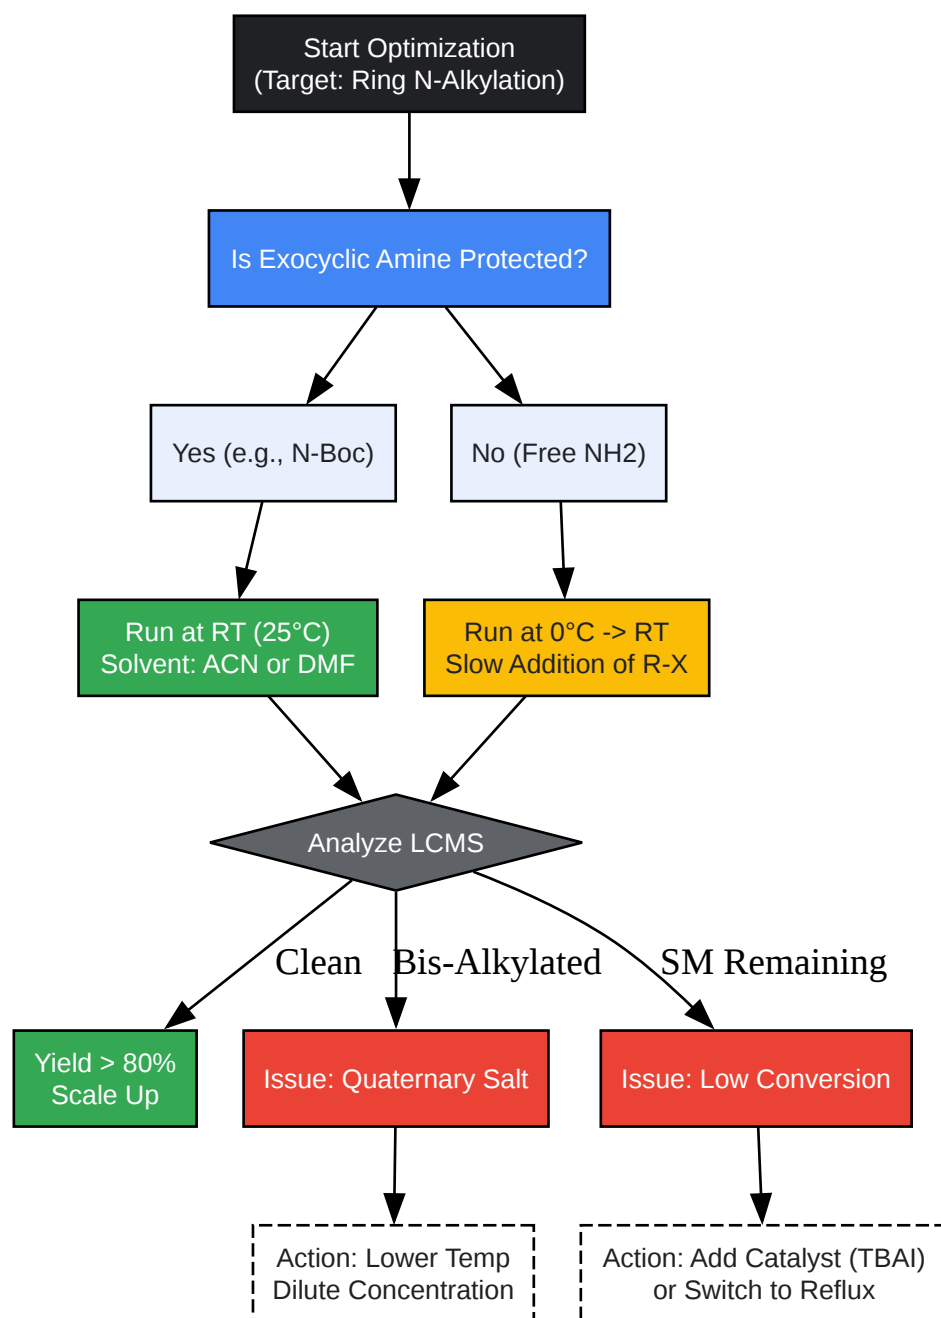 Start Optimization
(Target: Ring N-Alkylation)
Is Exocyclic Amine Protected?
Yes (e.g., N-Boc)
No (Free NH2)
Run at RT (25°C)
Solvent: ACN or DMF
Run at 0°C -> RT
Slow Addition of R-X
Analyze LCMS
Clean
Bis-Alkylated
SM Remaining
Yield > 80%
Scale Up
Issue: Quaternary Salt
Issue: Low Conversion
Action: Lower Temp
Dilute Concentration
Action: Add Catalyst (TBAI)
or Switch to Reflux